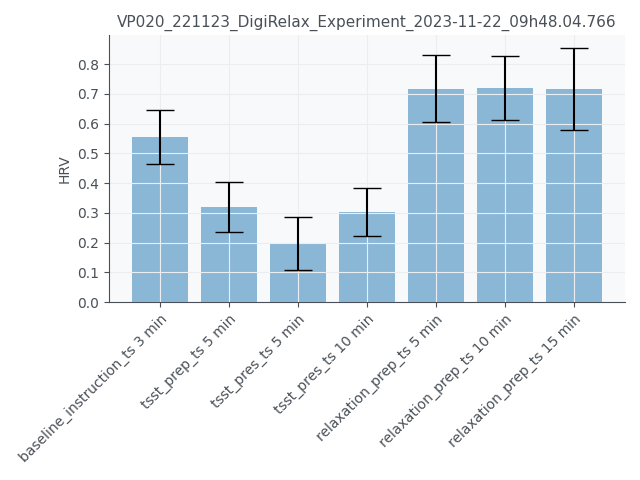 VP020_221123_DigiRelax_Experiment_2023-11-22_09h48.04.766
HRV
0.8
0.7
0.6
0.5
0.4
0.3
0.2
0.1
0.0
baseline_instruction_ts 3 min
tsst_prep_ts 5 min
tsst_pres_ts 5 min
tsst_pres_ts 10 min
relaxation_prep_ts 5 min
relaxation_prep_ts 10 min
relaxation_prep_ts 15 min